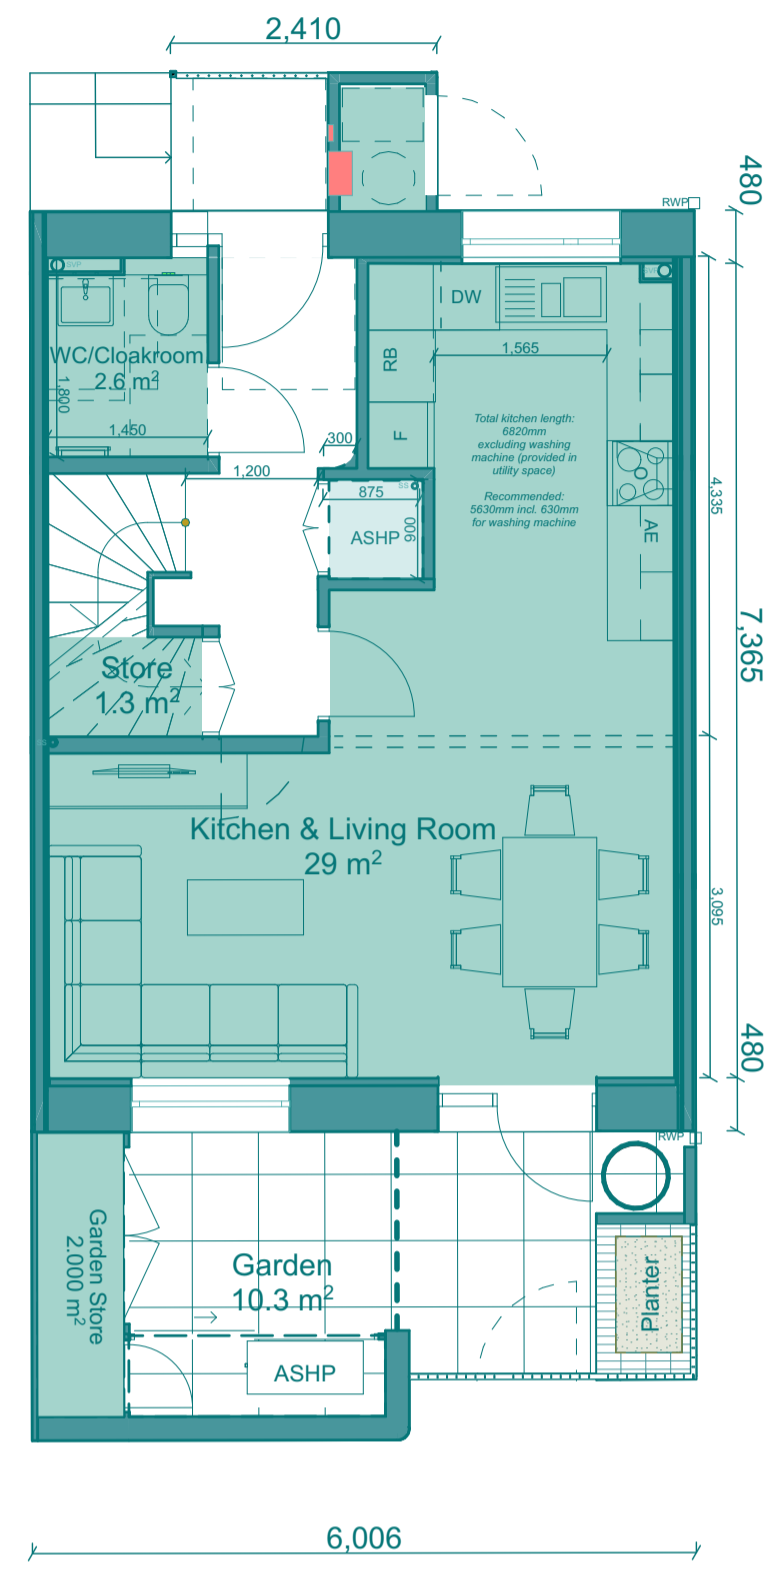 2,410
480
RWP
SVP
SVP
DW
1,565
RB
WC/Cloakroom
2.6 m²
1,800
1,450
F
Total kitchen length:
6820mm
excluding washing
machine (provided in
utility space)
Recommended:
5630mm incl. 630mm
for washing machine
300
1,200
875
SS
900
ASHP
4,335
AE
7,365
Store
1.3 m²
Kitchen & Living Room
29 m²
3,095
480
RWP
Garden Store
2.000 m²
Garden
10.3 m²
Planter
ASHP
6,006